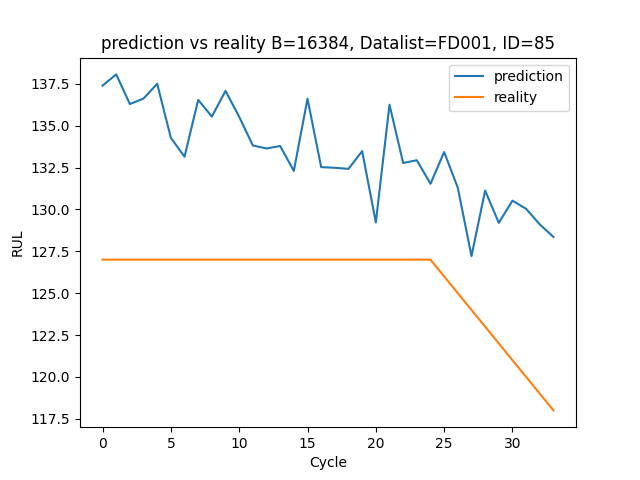 prediction vs reality B=16384, Datalist=FD001, ID=85
prediction
reality
137.5
135.0
132.5
130.0
127.5
125.0
122.5
120.0
117.5
RUL
0 5 10 15 20 25 30
Cycle